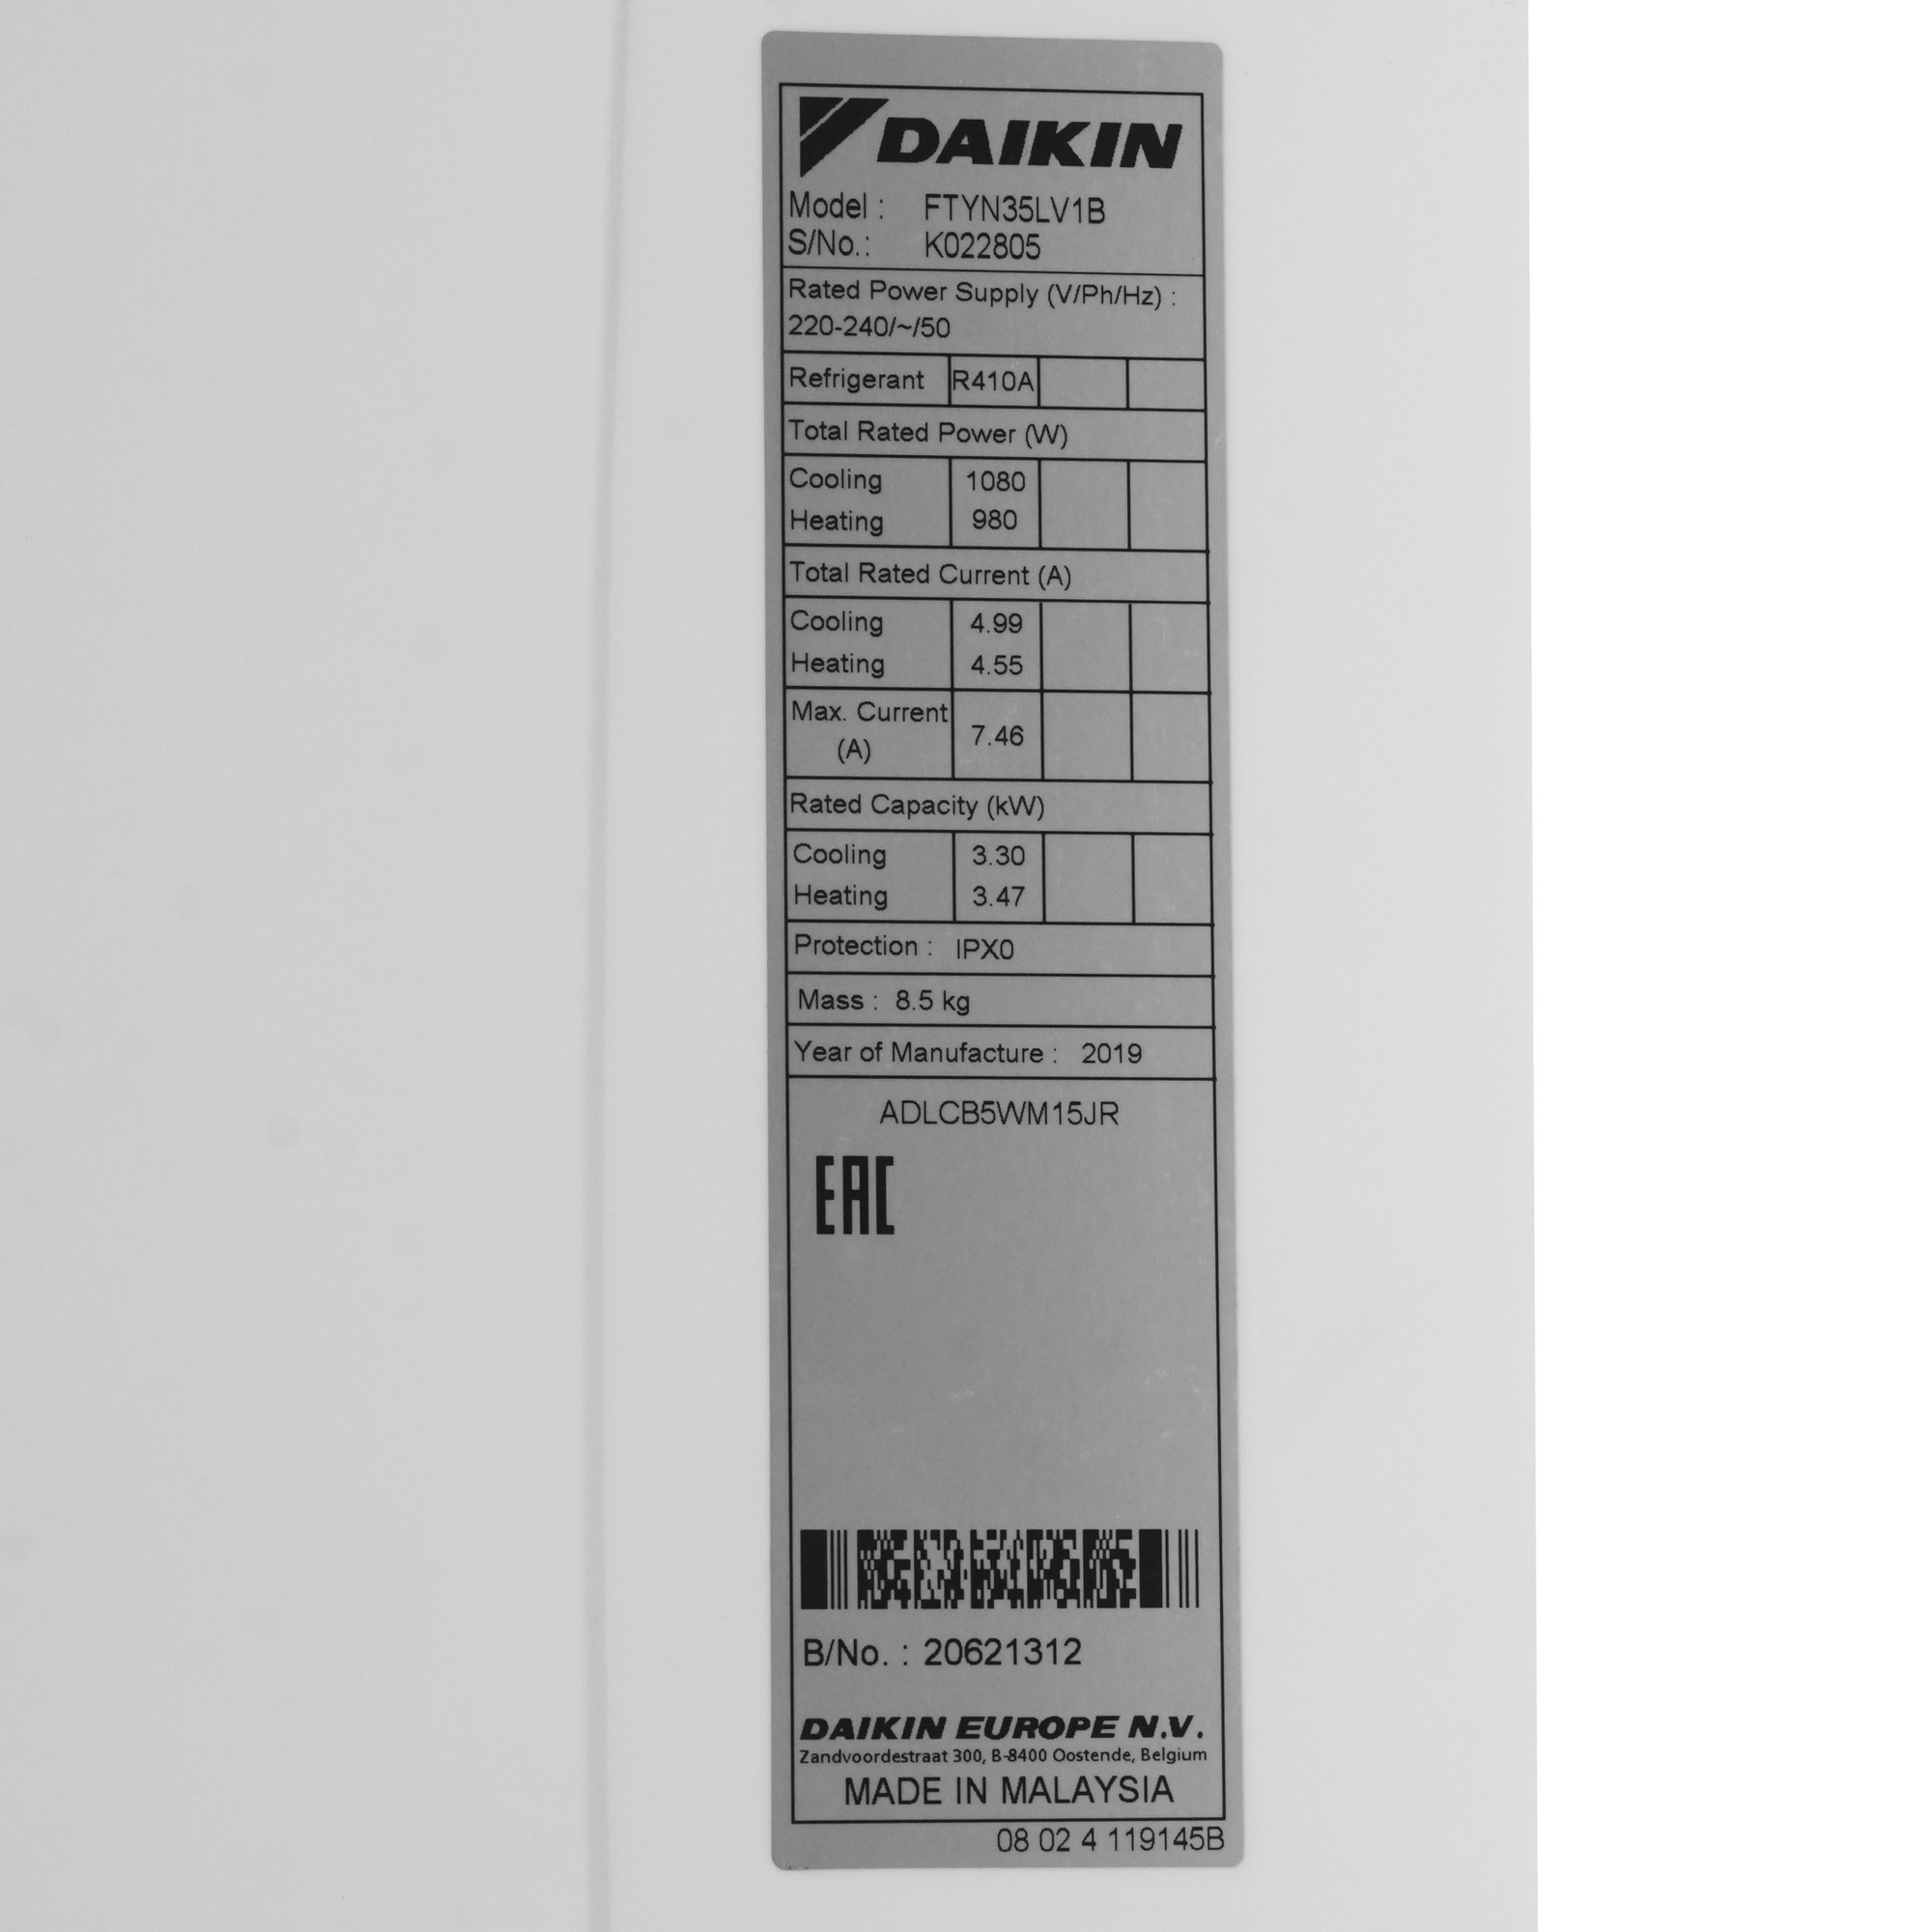 DAIKIN
Model : FTYN35LV1B
S/No.: K022805
Rated Power Supply (V/Ph/Hz) :
220-240/~/50
Refrigerant R410A
Total Rated Power (W)
Cooling 1080
Heating 980
Total Rated Current (A)
Cooling 4.99
Heating 4.55
Max. Current
(A) 7.46
Rated Capacity (kW)
Cooling 3.30
Heating 3.47
Protection : IPX0
Mass : 8.5 kg
Year of Manufacture : 2019
ADLCB5WM15JR
EAC
B/No. : 20621312
DAIKIN EUROPE N.V.
Zandvoordestraat 300, B-8400 Oostende, Belgium
MADE IN MALAYSIA
08 02 4 119145B